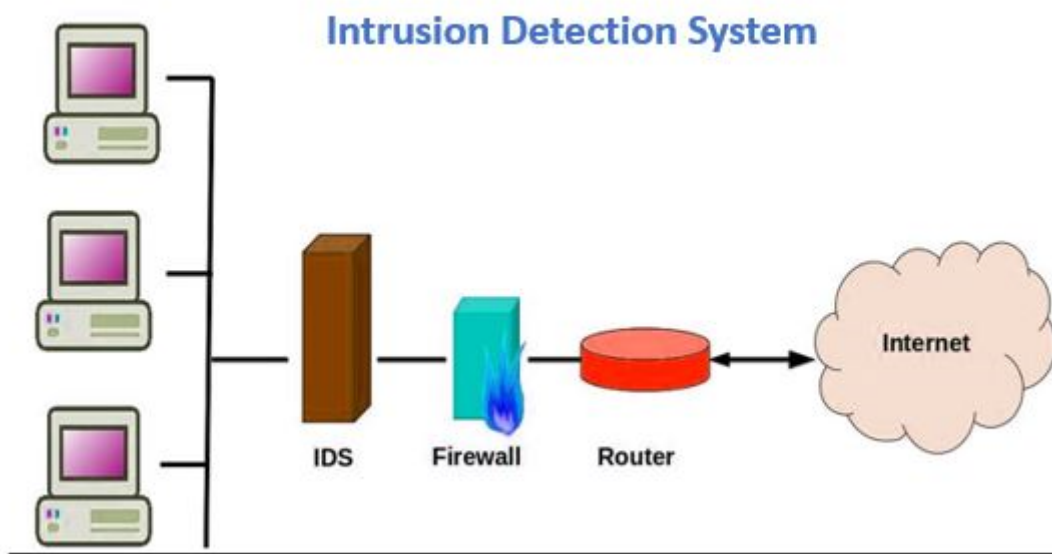 Intrusion Detection System
Internet
IDS
Firewall
Router